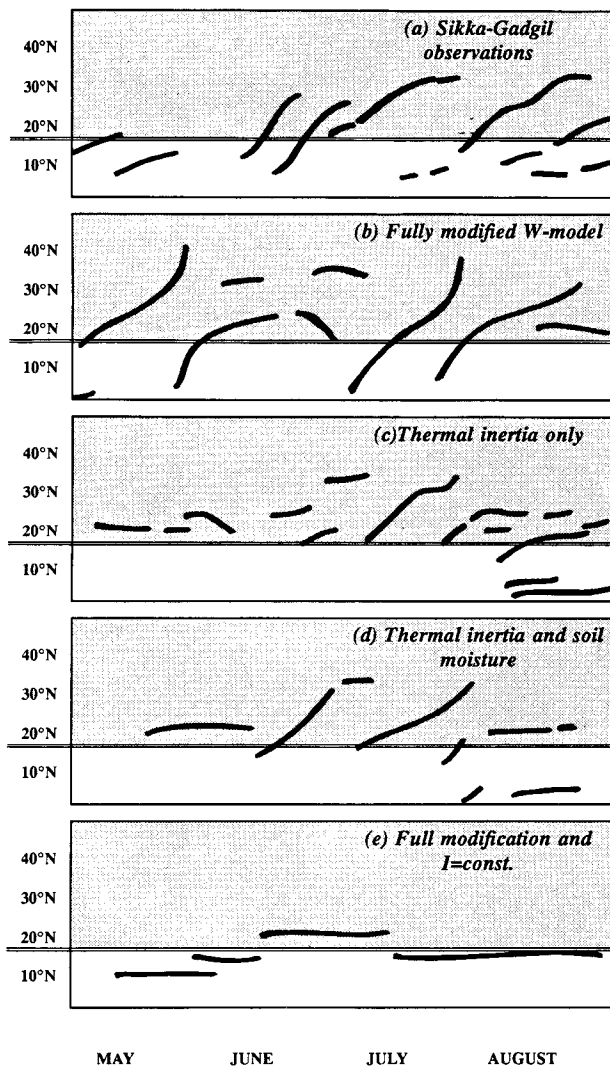 (a) Sikka-Gadgil
observations
40°N
30°N
20°N
10°N
(b) Fully modified W-model
40°N
30°N
20°N
10°N
(c)Thermal inertia only
40°N
30°N
20°N
10°N
(d) Thermal inertia and soil
moisture
40°N
30°N
20°N
10°N
(e) Full modification and
I=const.
40°N
30°N
20°N
10°N
MAY JUNE JULY AUGUST